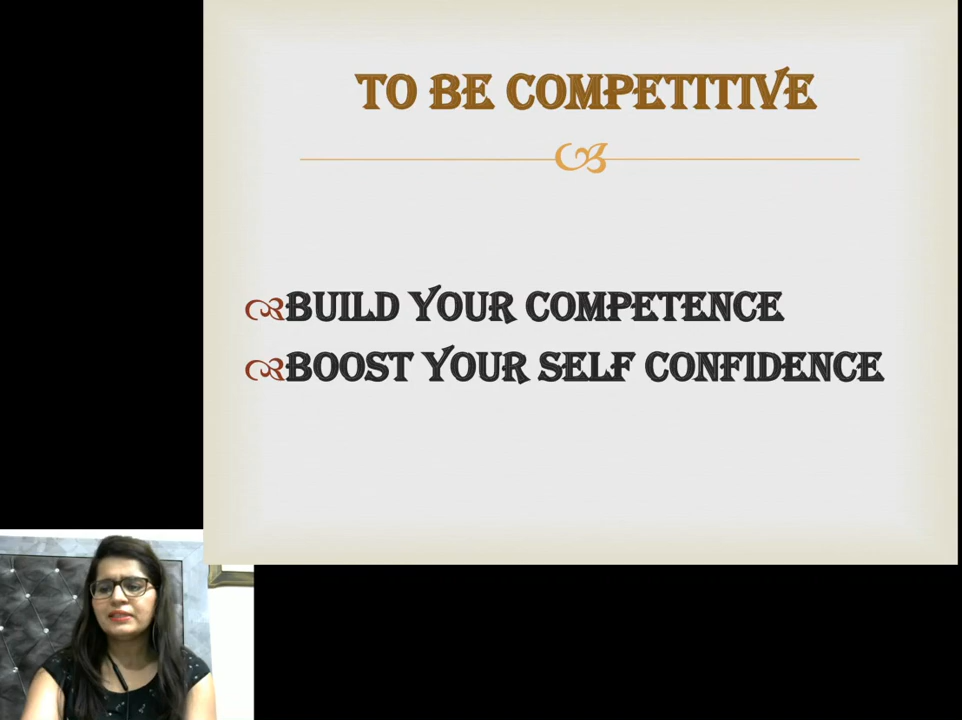 TO BE COMPETITIVE
BUILD YOUR COMPETENCE
BOOST YOUR SELF CONFIDENCE